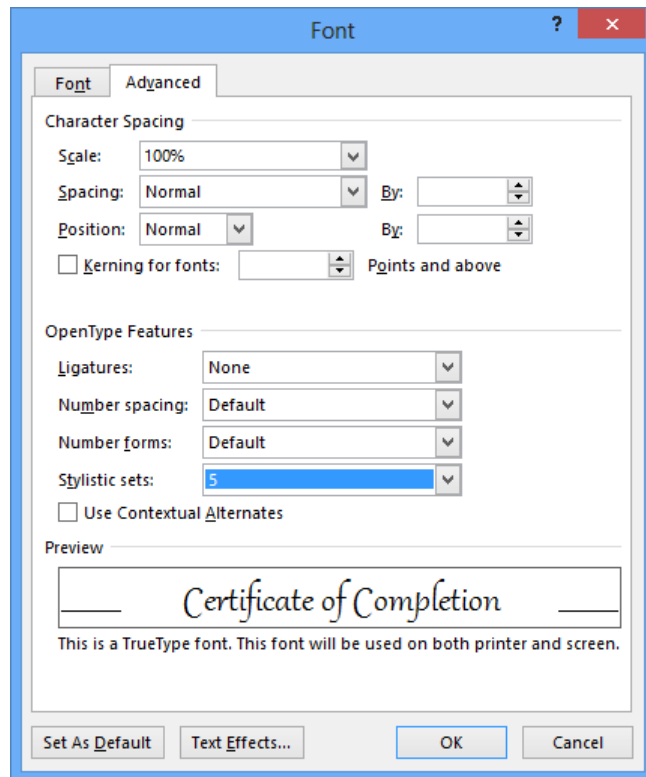 Font ?
Font Advanced
Character Spacing
Scale: 100%
Spacing: Normal By:
Position: Normal By:
Kerning for fonts: Points and above
OpenType Features
Ligatures: None
Number spacing: Default
Number forms: Default
Stylistic sets: 5
Use Contextual Alternates
Preview
Certificate of Completion
This is a TrueType font. This font will be used on both printer and screen.
Set As Default Text Effects... OK Cancel